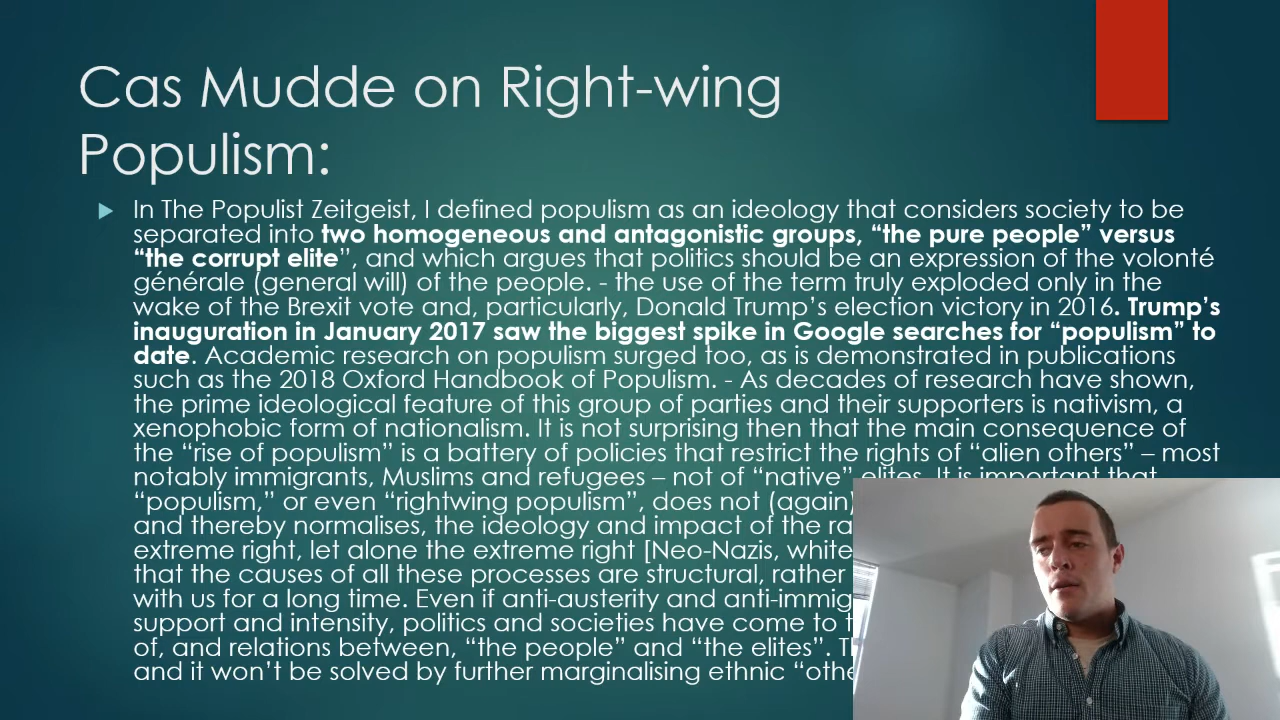 Cas Mudde on Right-wing
Populism:
In The Populist Zeitgeist, I defined populism as an ideology that considers society to be
separated into two homogeneous and antagonistic groups, “the pure people” versus
“the corrupt elite”, and which argues that politics should be an expression of the volonté
générale (general will) of the people. - the use of the term truly exploded only in the
wake of the Brexit vote and, particularly, Donald Trump’s election victory in 2016. Trump’s
inauguration in January 2017 saw the biggest spike in Google searches for “populism” to
date. Academic research on populism surged too, as is demonstrated in publications
such as the 2018 Oxford Handbook of Populism. - As decades of research have shown,
the prime ideological feature of this group of parties and their supporters is nativism, a
xenophobic form of nationalism. It is not surprising then that the main consequence of
the “rise of populism” is a battery of policies that restrict the rights of “alien others” – most
notably immigrants, Muslims and refugees – not of “native” elites. It is important that
“populism,” or even “rightwing populism”, does not (again)
and thereby normalises, the ideology and impact of the
extreme right, let alone the extreme right [Neo-Nazis, white
that the causes of all these processes are structural, rather
with us for a long time. Even if anti-austerity and
support and intensity, politics and societies have come to
of, and relations between, “the people” and “the elites”.
and it won’t be solved by further marginalising ethnic